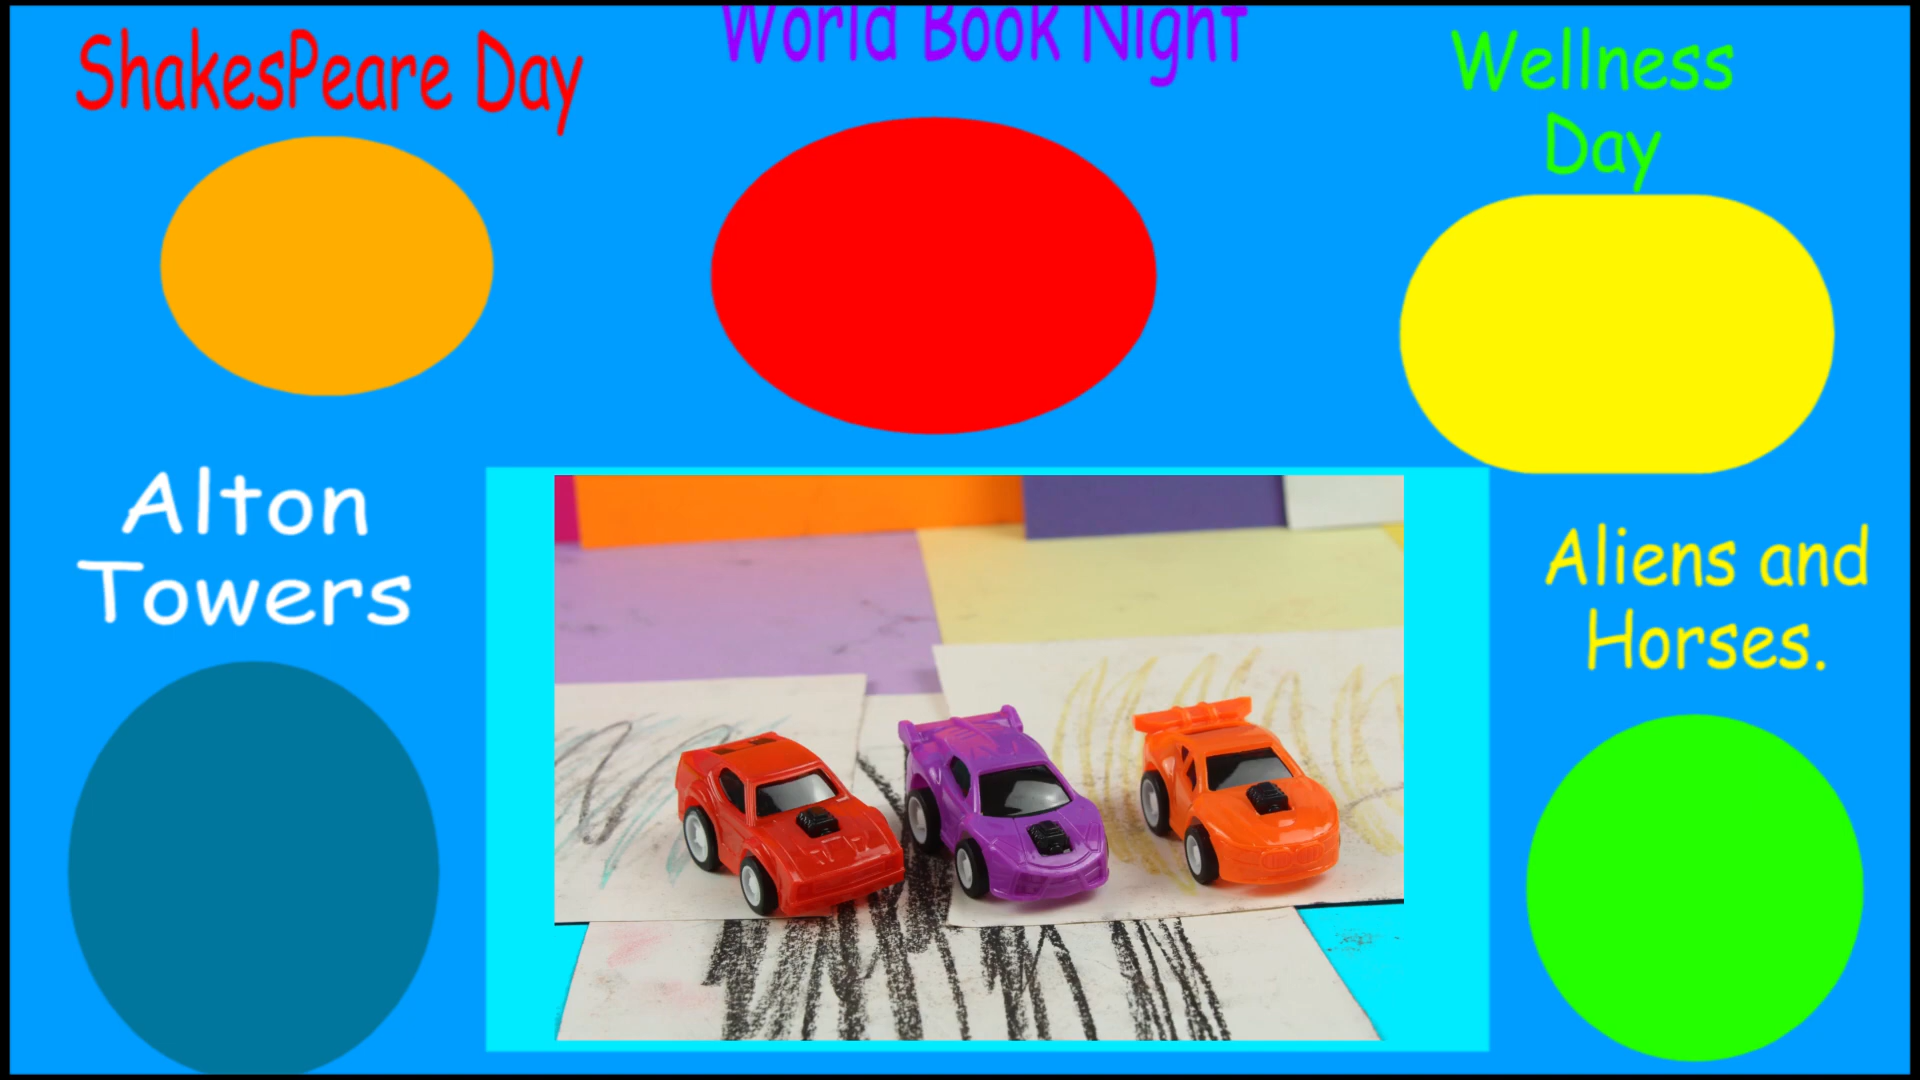 ShakesPeare Day
World Book Night
Wellness
Day
Alton
Towers
Aliens and
Horses.